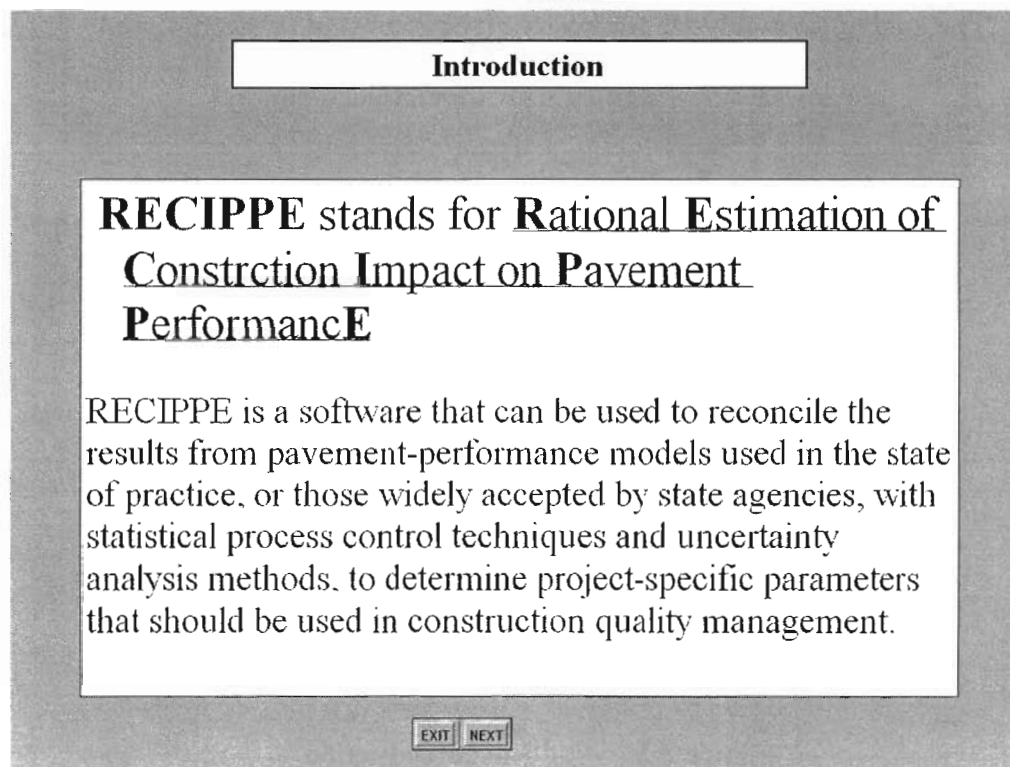 Introduction
RECIPPE stands for Rational Estimation of
Constrction Impact on Pavement
PerformancE
RECIPPE is a software that can be used to reconcile the
results from pavement-performance models used in the state
of practice, or those widely accepted by state agencies, with
statistical process control techniques and uncertainty
analysis methods, to determine project-specific parameters
that should be used in construction quality management.
EXIT NEXT